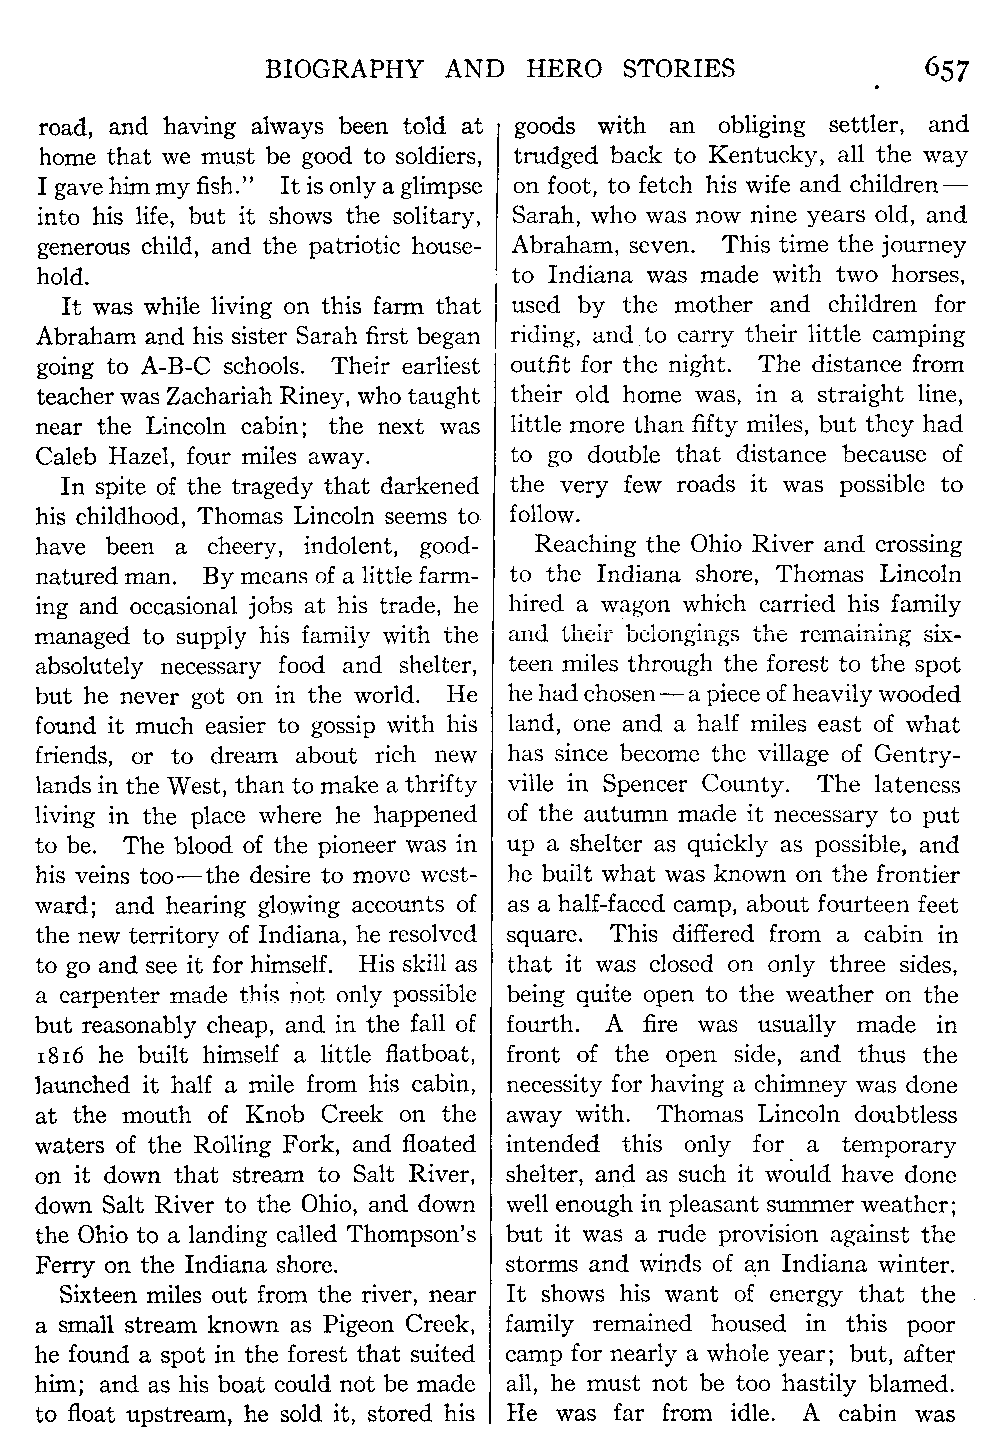 BIOGRAPHY AND HERO STORIES 657
road, and having always been told at
home that we must be good to soldiers,
I gave him my fish." It is only a glimpse
into his life, but it shows the solitary,
generous child, and the patriotic house-
hold.
It was while living on this farm that
Abraham and his sister Sarah first began
going to A-B-C schools. Their earliest
teacher was Zachariah Riney, who taught
near the Lincoln cabin; the next was
Caleb Hazel, four miles away.
In spite of the tragedy that darkened
his childhood, Thomas Lincoln seems to
have been a cheery, indolent, good-
natured man. By means of a little farm-
ing and occasional jobs at his trade, he
managed to supply his family with the
absolutely necessary food and shelter,
but he never got on in the world. He
found it much easier to gossip with his
friends, or to dream about rich new
lands in the West, than to make a thrifty
living in the place where he happened
to be. The blood of the pioneer was in
his veins too—the desire to move west-
ward; and hearing glowing accounts of
the new territory of Indiana, he resolved
to go and see it for himself. His skill as
a carpenter made this not only possible
but reasonably cheap, and in the fall of
1816 he built himself a little flatboat,
launched it half a mile from his cabin,
at the mouth of Knob Creek on the
waters of the Rolling Fork, and floated
on it down that stream to Salt River,
down Salt River to the Ohio, and down
the Ohio to a landing called Thompson's
Ferry on the Indiana shore.
Sixteen miles out from the river, near
a small stream known as Pigeon Creek,
he found a spot in the forest that suited
him; and as his boat could not be made
to float upstream, he sold it, stored his
goods with an obliging settler, and
trudged back to Kentucky, all the way
on foot, to fetch his wife and children—
Sarah, who was now nine years old, and
Abraham, seven. This time the journey
to Indiana was made with two horses,
used by the mother and children for
riding, and to carry their little camping
outfit for the night. The distance from
their old home was, in a straight line,
little more than fifty miles, but they had
to go double that distance because of
the very few roads it was possible to
follow.
Reaching the Ohio River and crossing
to the Indiana shore, Thomas Lincoln
hired a wagon which carried his family
and their belongings the remaining six-
teen miles through the forest to the spot
he had chosen—a piece of heavily wooded
land, one and a half miles east of what
has since become the village of Gentry-
ville in Spencer County. The lateness
of the autumn made it necessary to put
up a shelter as quickly as possible, and
he built what was known on the frontier
as a half-faced camp, about fourteen feet
square. This differed from a cabin in
that it was closed on only three sides,
being quite open to the weather on the
fourth. A fire was usually made in
front of the open side, and thus the
necessity for having a chimney was done
away with. Thomas Lincoln doubtless
intended this only for a temporary
shelter, and as such it would have done
well enough in pleasant summer weather;
but it was a rude provision against the
storms and winds of an Indiana winter.
It shows his want of energy that the
family remained housed in this poor
camp for nearly a whole year; but, after
all, he must not be too hastily blamed.
He was far from idle. A cabin was